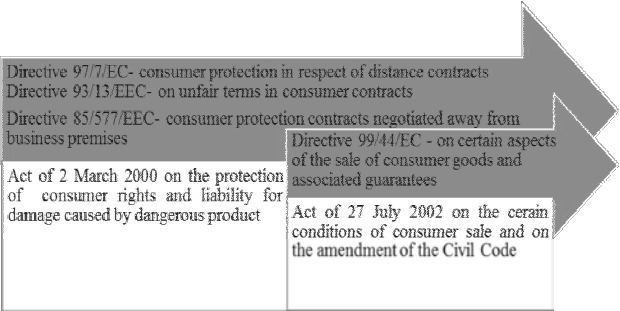 Directive 97/7/EC- consumer protection in respect of distance contracts
Directive 93/13/EEC- on unfair terms in consumer contracts
Directive 85/577/EEC- consumer protection contracts negotiated away from
business premises
Directive 99/44/EC - on certain aspects
of the sale of consumer goods and
associated guarantees
Act of 2 March 2000 on the protection
of consumer rights and liability for
damage caused by dangerous product
Act of 27 July 2002 on the cerain
conditions of consumer sale and on
the amendment of the Civil Code